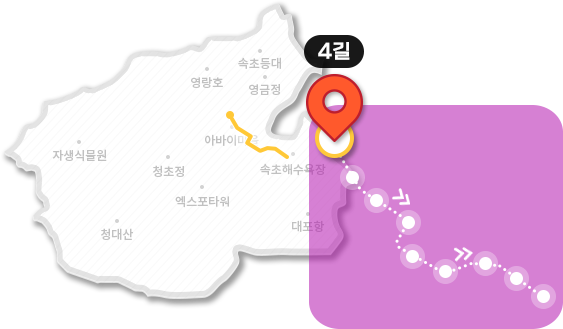 4길
속초등대
영랑호
영금정
아바이마을
자생식물원
속초해수욕장
청초정
엑스포타워
대포항
청대산